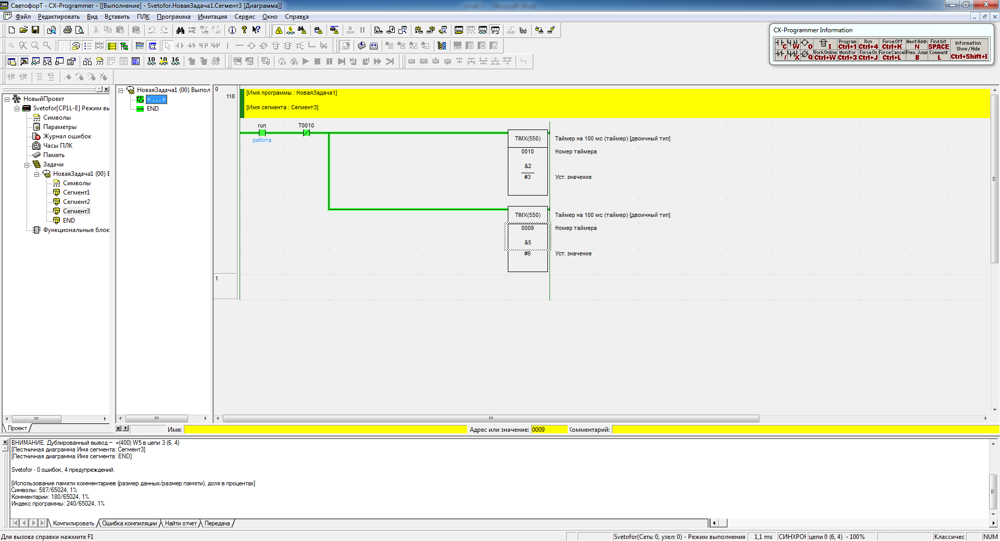 СветофорТ - CX-Programmer - [[Выполнение] - Svetofor.НоваяЗадача1.Сегмент3 [Диаграмма]]
Файл Редактировать Вид Вставить ПЛК Программа Имитация Сервис Окно Справка
CX-Programmer Information
C W O I Program Ctrl+1 Run Ctrl+4 Force Off Ctrl+K Next Addr. N Find bit SPACE Information Show / Hide Ctrl+Shift+I
/ X Q Work Online Ctrl+W Monitor Ctrl+3 Force On Ctrl+J Force Cancel Ctrl+L Prev. Jump B Comment L
SMA CI
10 10 16
НовыйПроект
Svetofor[CP1L-E] Режим вы
Символы
Параметры
Журнал ошибок
Часы ПЛК
Память
Задачи
НоваяЗадача1 (00) В
Символы
Сегмент1
Сегмент2
Сегмент3
END
Функциональные блок
Проект
НоваяЗадача1 (00) Выпол
< . . . >
END
0
116
[Имя программы : НоваяЗадача1]
[Имя сегмента : Сегмент3]
run
T0010
работа
TIMX(550) Таймер на 100 мс (таймер) [двоичный тип]
0010 Номер таймера
&2
#3 Уст. значение
TIMX(550) Таймер на 100 мс (таймер) [двоичный тип]
0009 Номер таймера
&5
#6 Уст. значение
1
Имя: Адрес или значение: 0009 Комментарий:
ВНИМАНИЕ. Дублированный вывод – +(400) W5 в цепи 3 (6, 4)
[Лестничная диаграмма Имя сегмента: Сегмент3]
[Лестничная диаграмма Имя сегмента: END]
Svetofor - 0 ошибок, 4 предупреждений.
[Использование памяти комментариев (размер данных/размер памяти), доля в процентах]
Символы: 587/65024, 1%
Комментарии: 180/65024, 1%
Индекс программы: 240/65024, 1%
Компилировать Ошибка компиляции Найти отчет Передача
Для вызова справки нажмите F1
Svetofor(Сеть: 0, узел: 0) - Режим выполнения 1,1 ms СИНХРОН цепи 0 (6, 4) - 100% Классичес NUM